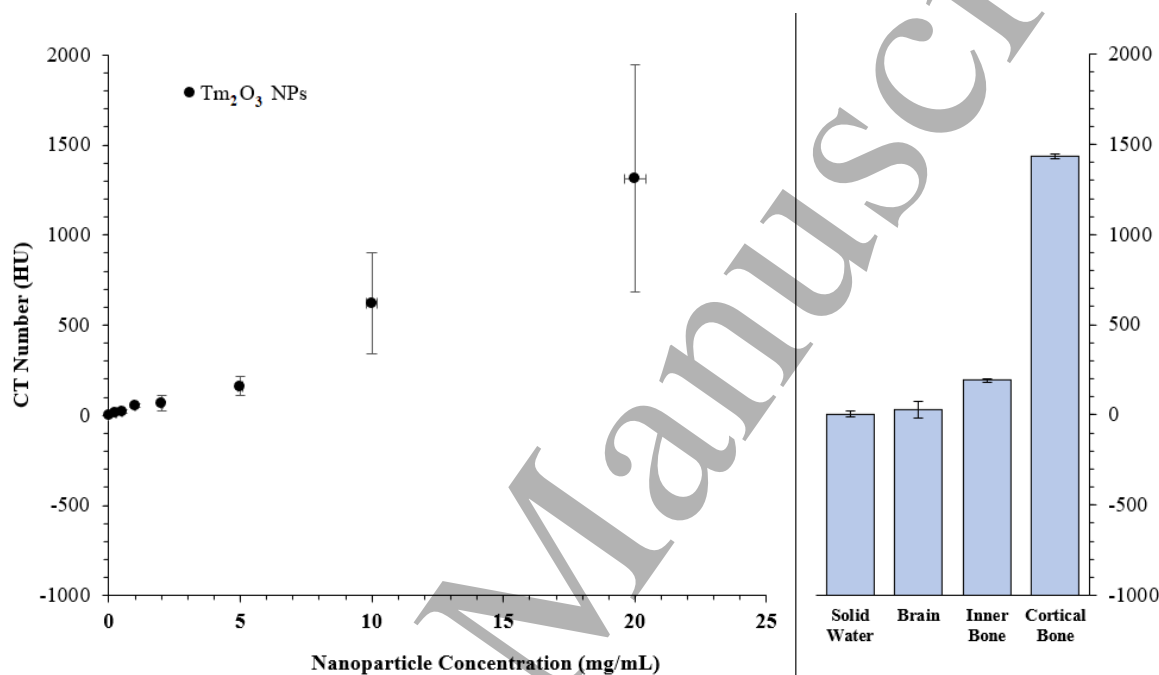 2000
1500
1000
500
0
-500
-1000
CT Number (HU)
Tm₂O₃ NPs
0 5 10 15 20 25
Nanoparticle Concentration (mg/mL)
2000
1500
1000
500
0
-500
-1000
Solid Water
Brain
Inner Bone
Cortical Bone
Manuscri